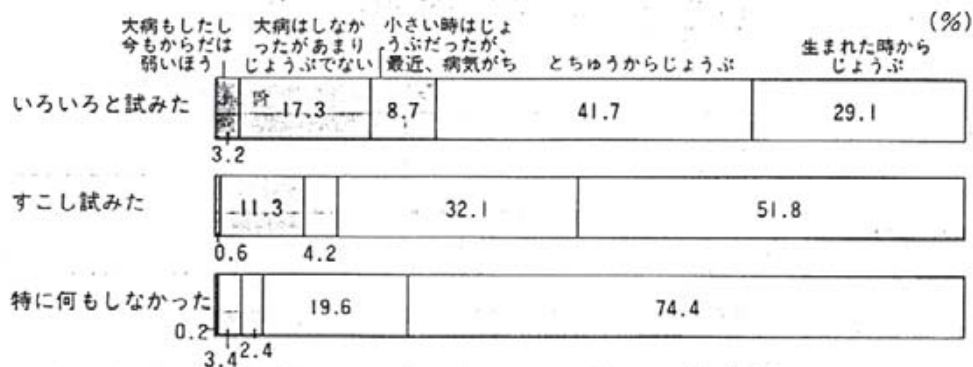 (%)
大病もしたし
今もからだは
弱いほう
大病はしなか
ったがあまり
じょうぶでない
小さい時はじょ
うぶだったが、
最近、病気がち
とちゅうからじょうぶ
生まれた時から
じょうぶ
いろいろと試みた
17.3
8.7
41.7
29.1
3.2
すこし試みた
11.3
32.1
51.8
0.6
4.2
特に何もしなかった
19.6
74.4
0.2
3.4
2.4